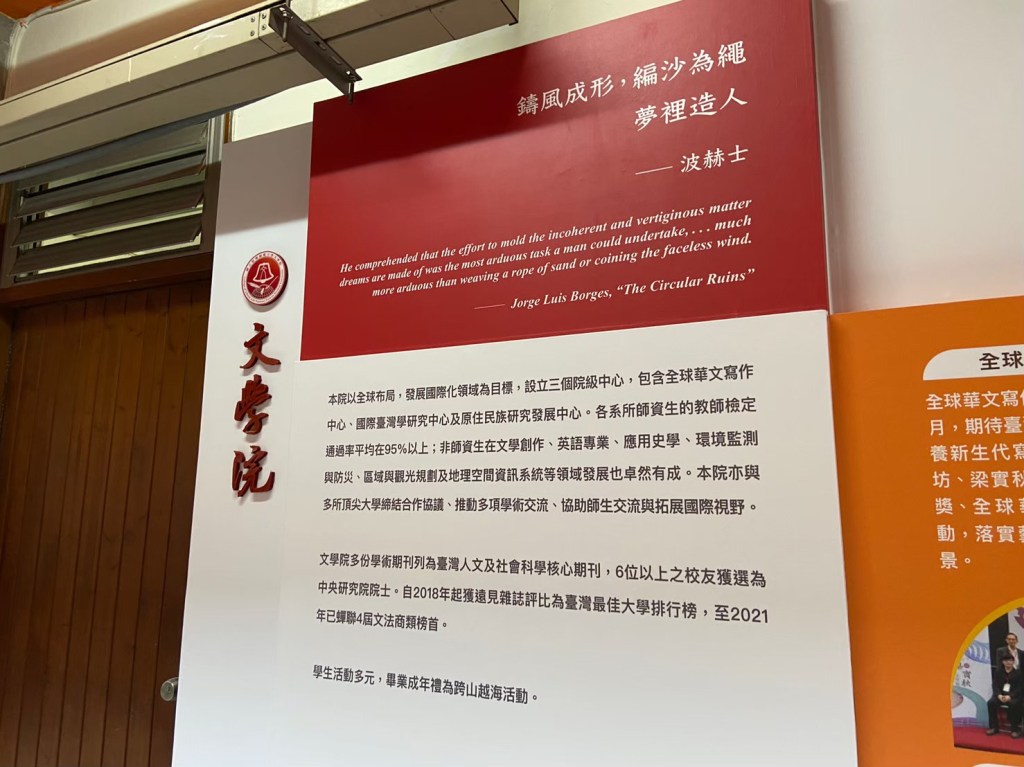 鑄風成形，編沙為繩
夢裡造人
—— 波赫士
He comprehended that the effort to mold the incoherent and vertiginous matter
dreams are made of was the most arduous task a man could undertake, . . . much
more arduous than weaving a rope of sand or coining the faceless wind.
—— Jorge Luis Borges, “The Circular Ruins”
文學院
本院以全球布局，發展國際化領域為目標，設立三個院級中心，包含全球華文寫作
中心、國際臺灣學研究中心及原住民族研究發展中心。各系所師資生的教師檢定
通過率平均在95%以上；非師資生在文學創作、英語專業、應用史學、環境監測
與防災、區域與觀光規劃及地理空間資訊系統等領域發展也卓然有成。本院亦與
多所頂尖大學締結合作協議、推動多項學術交流、協助師生交流與拓展國際視野。
文學院多份學術期刊列為臺灣人文及社會科學核心期刊，6位以上之校友獲選為
中央研究院院士。自2018年起獲遠見雜誌評比為臺灣最佳大學排行榜，至2021
年已蟬聯4屆文法商類榜首。
學生活動多元，畢業成年禮為跨山越海活動。
全球
全球華文寫作
月，期待臺
養新生代寫
坊、梁實秋
獎、全球華
動，落實
景。